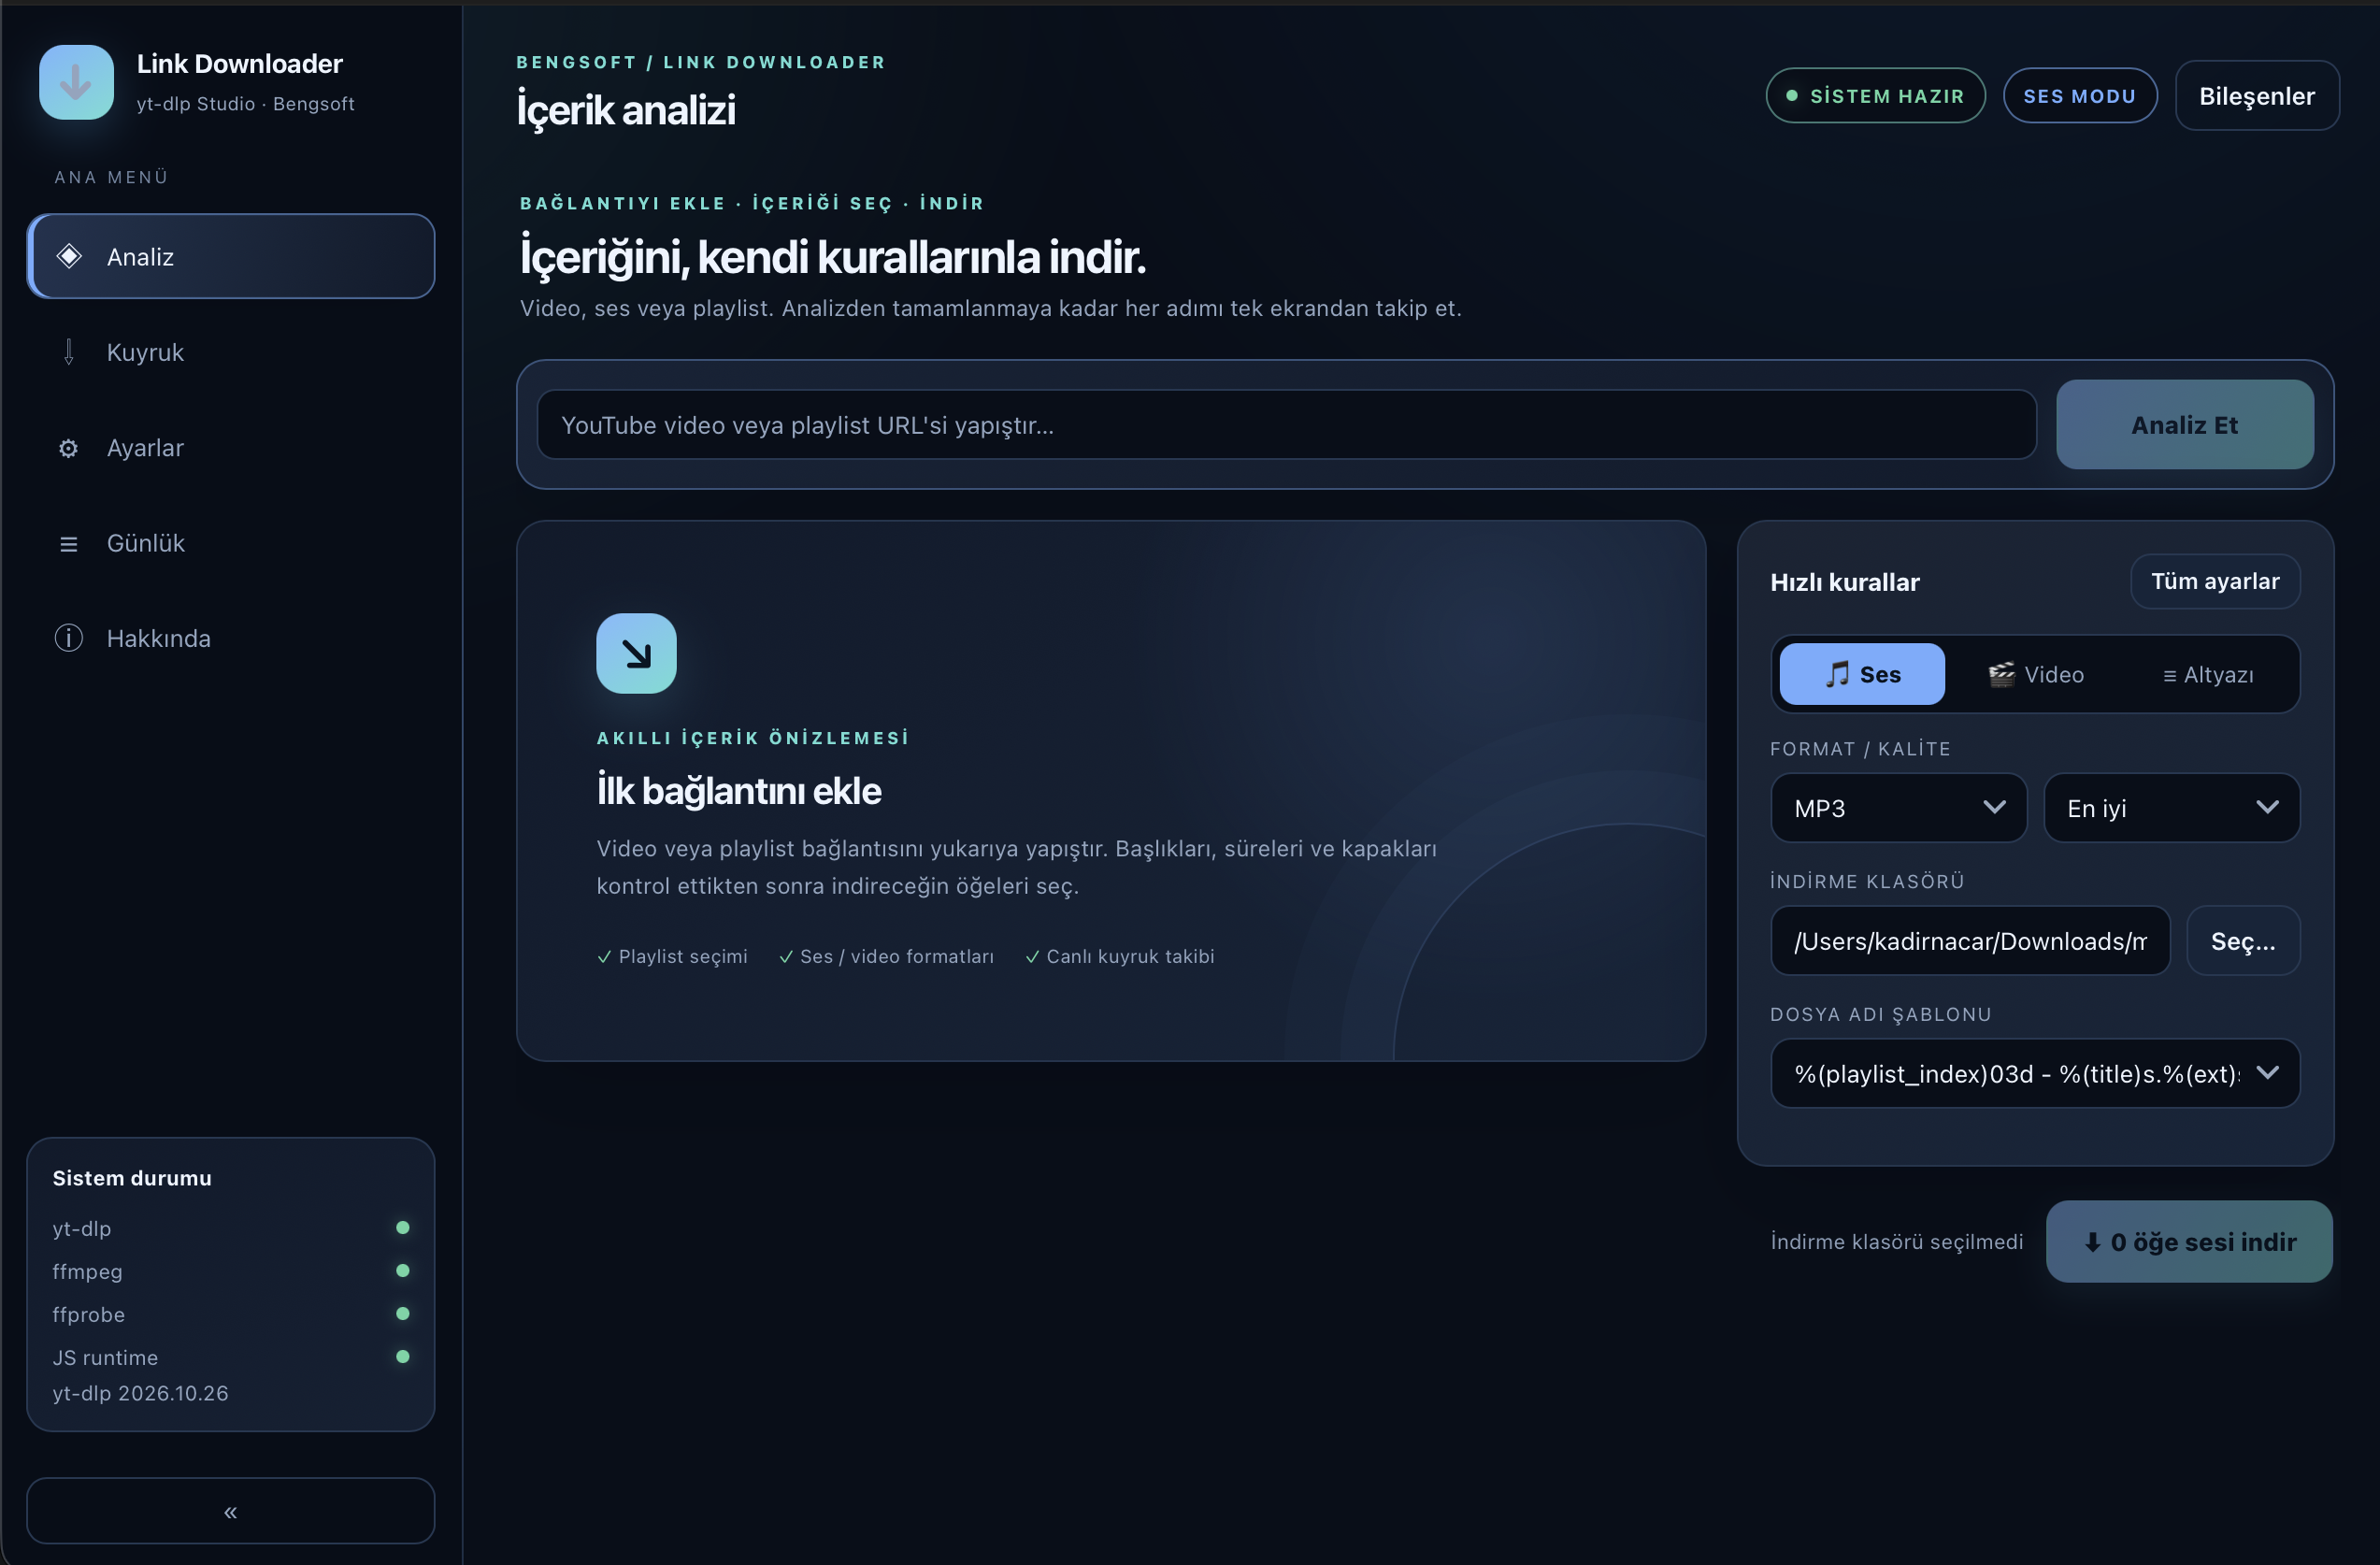 Link Downloader
yt-dlp Studio · Bengsoft
ANA MENÜ
Analiz
Kuyruk
Ayarlar
Günlük
Hakkında
Sistem durumu
yt-dlp
ffmpeg
ffprobe
JS runtime
yt-dlp 2026.10.26
«
BENGSOFT / LINK DOWNLOADER
İçerik analizi
SİSTEM HAZIR
SES MODU
Bileşenler
BAĞLANTIYI EKLE · İÇERİĞİ SEÇ · İNDİR
İçeriğini, kendi kurallarınla indir.
Video, ses veya playlist. Analizden tamamlanmaya kadar her adımı tek ekrandan takip et.
YouTube video veya playlist URL'si yapıştır...
Analiz Et
AKILLI İÇERİK ÖNİZLEMESİ
İlk bağlantını ekle
Video veya playlist bağlantısını yukarıya yapıştır. Başlıkları, süreleri ve kapakları
kontrol ettikten sonra indireceğin öğeleri seç.
✓ Playlist seçimi
✓ Ses / video formatları
✓ Canlı kuyruk takibi
Hızlı kurallar
Tüm ayarlar
🎵 Ses
🎬 Video
≡ Altyazı
FORMAT / KALİTE
MP3
En iyi
İNDİRME KLASÖRÜ
/Users/kadirnacar/Downloads/m
Seç...
DOSYA ADI ŞABLONU
%(playlist_index)03d - %(title)s.%(ext)s
İndirme klasörü seçilmedi
⬇ 0 öğe sesi indir